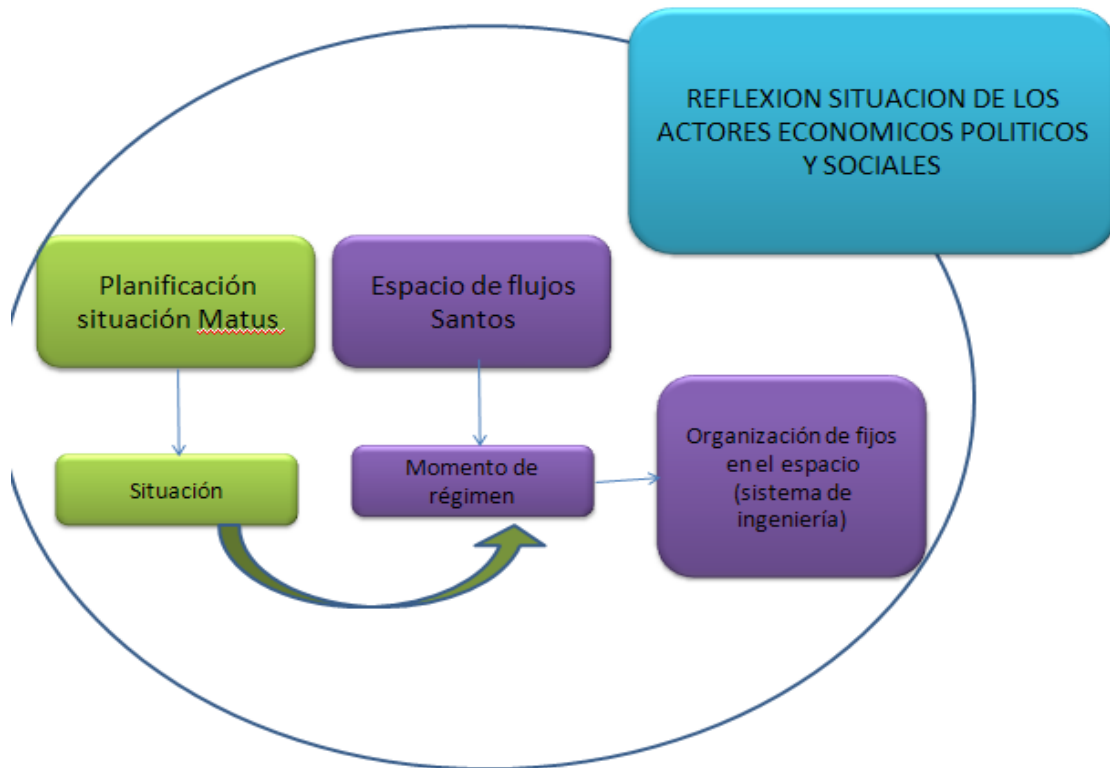 REFLEXION SITUACION DE LOS
ACTORES ECONOMICOS POLITICOS
Y SOCIALES
Planificación
situación Matus
Espacio de flujos
Santos
Situación
Momento de
régimen
Organización de fijos
en el espacio
(sistema de
ingeniería)